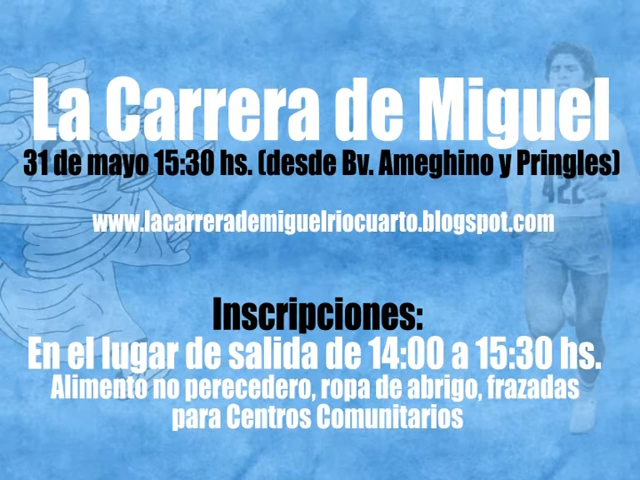 La Carrera de Miguel
31 de mayo 15:30 hs. (desde Bv. Ameghino y Pringles)
www.lacarrerademiguelriocuarto.blogspot.com
Inscripciones:
En el lugar de salida de 14:00 a 15:30 hs.
Alimento no perecedero, ropa de abrigo, frazadas
para Centros Comunitarios
422